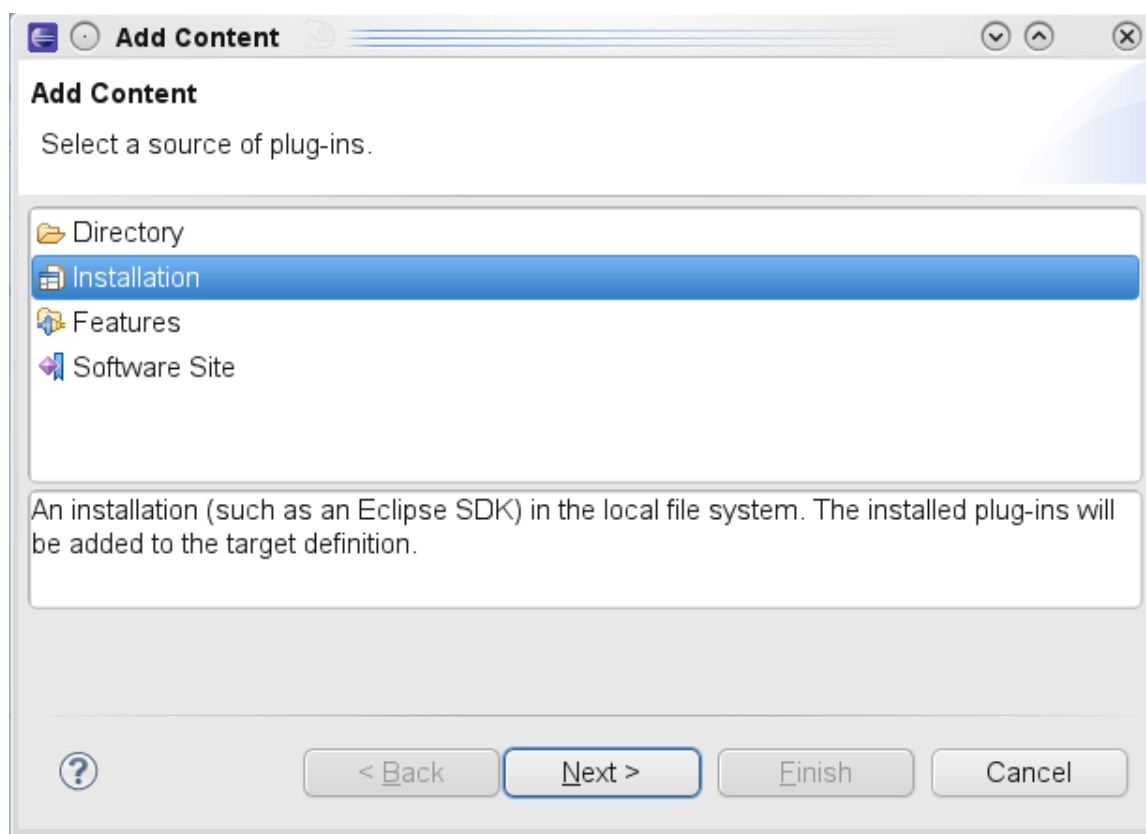 Add Content
Add Content
Select a source of plug-ins.
Directory
Installation
Features
Software Site
An installation (such as an Eclipse SDK) in the local file system. The installed plug-ins will
be added to the target definition.
? < Back Next > Finish Cancel